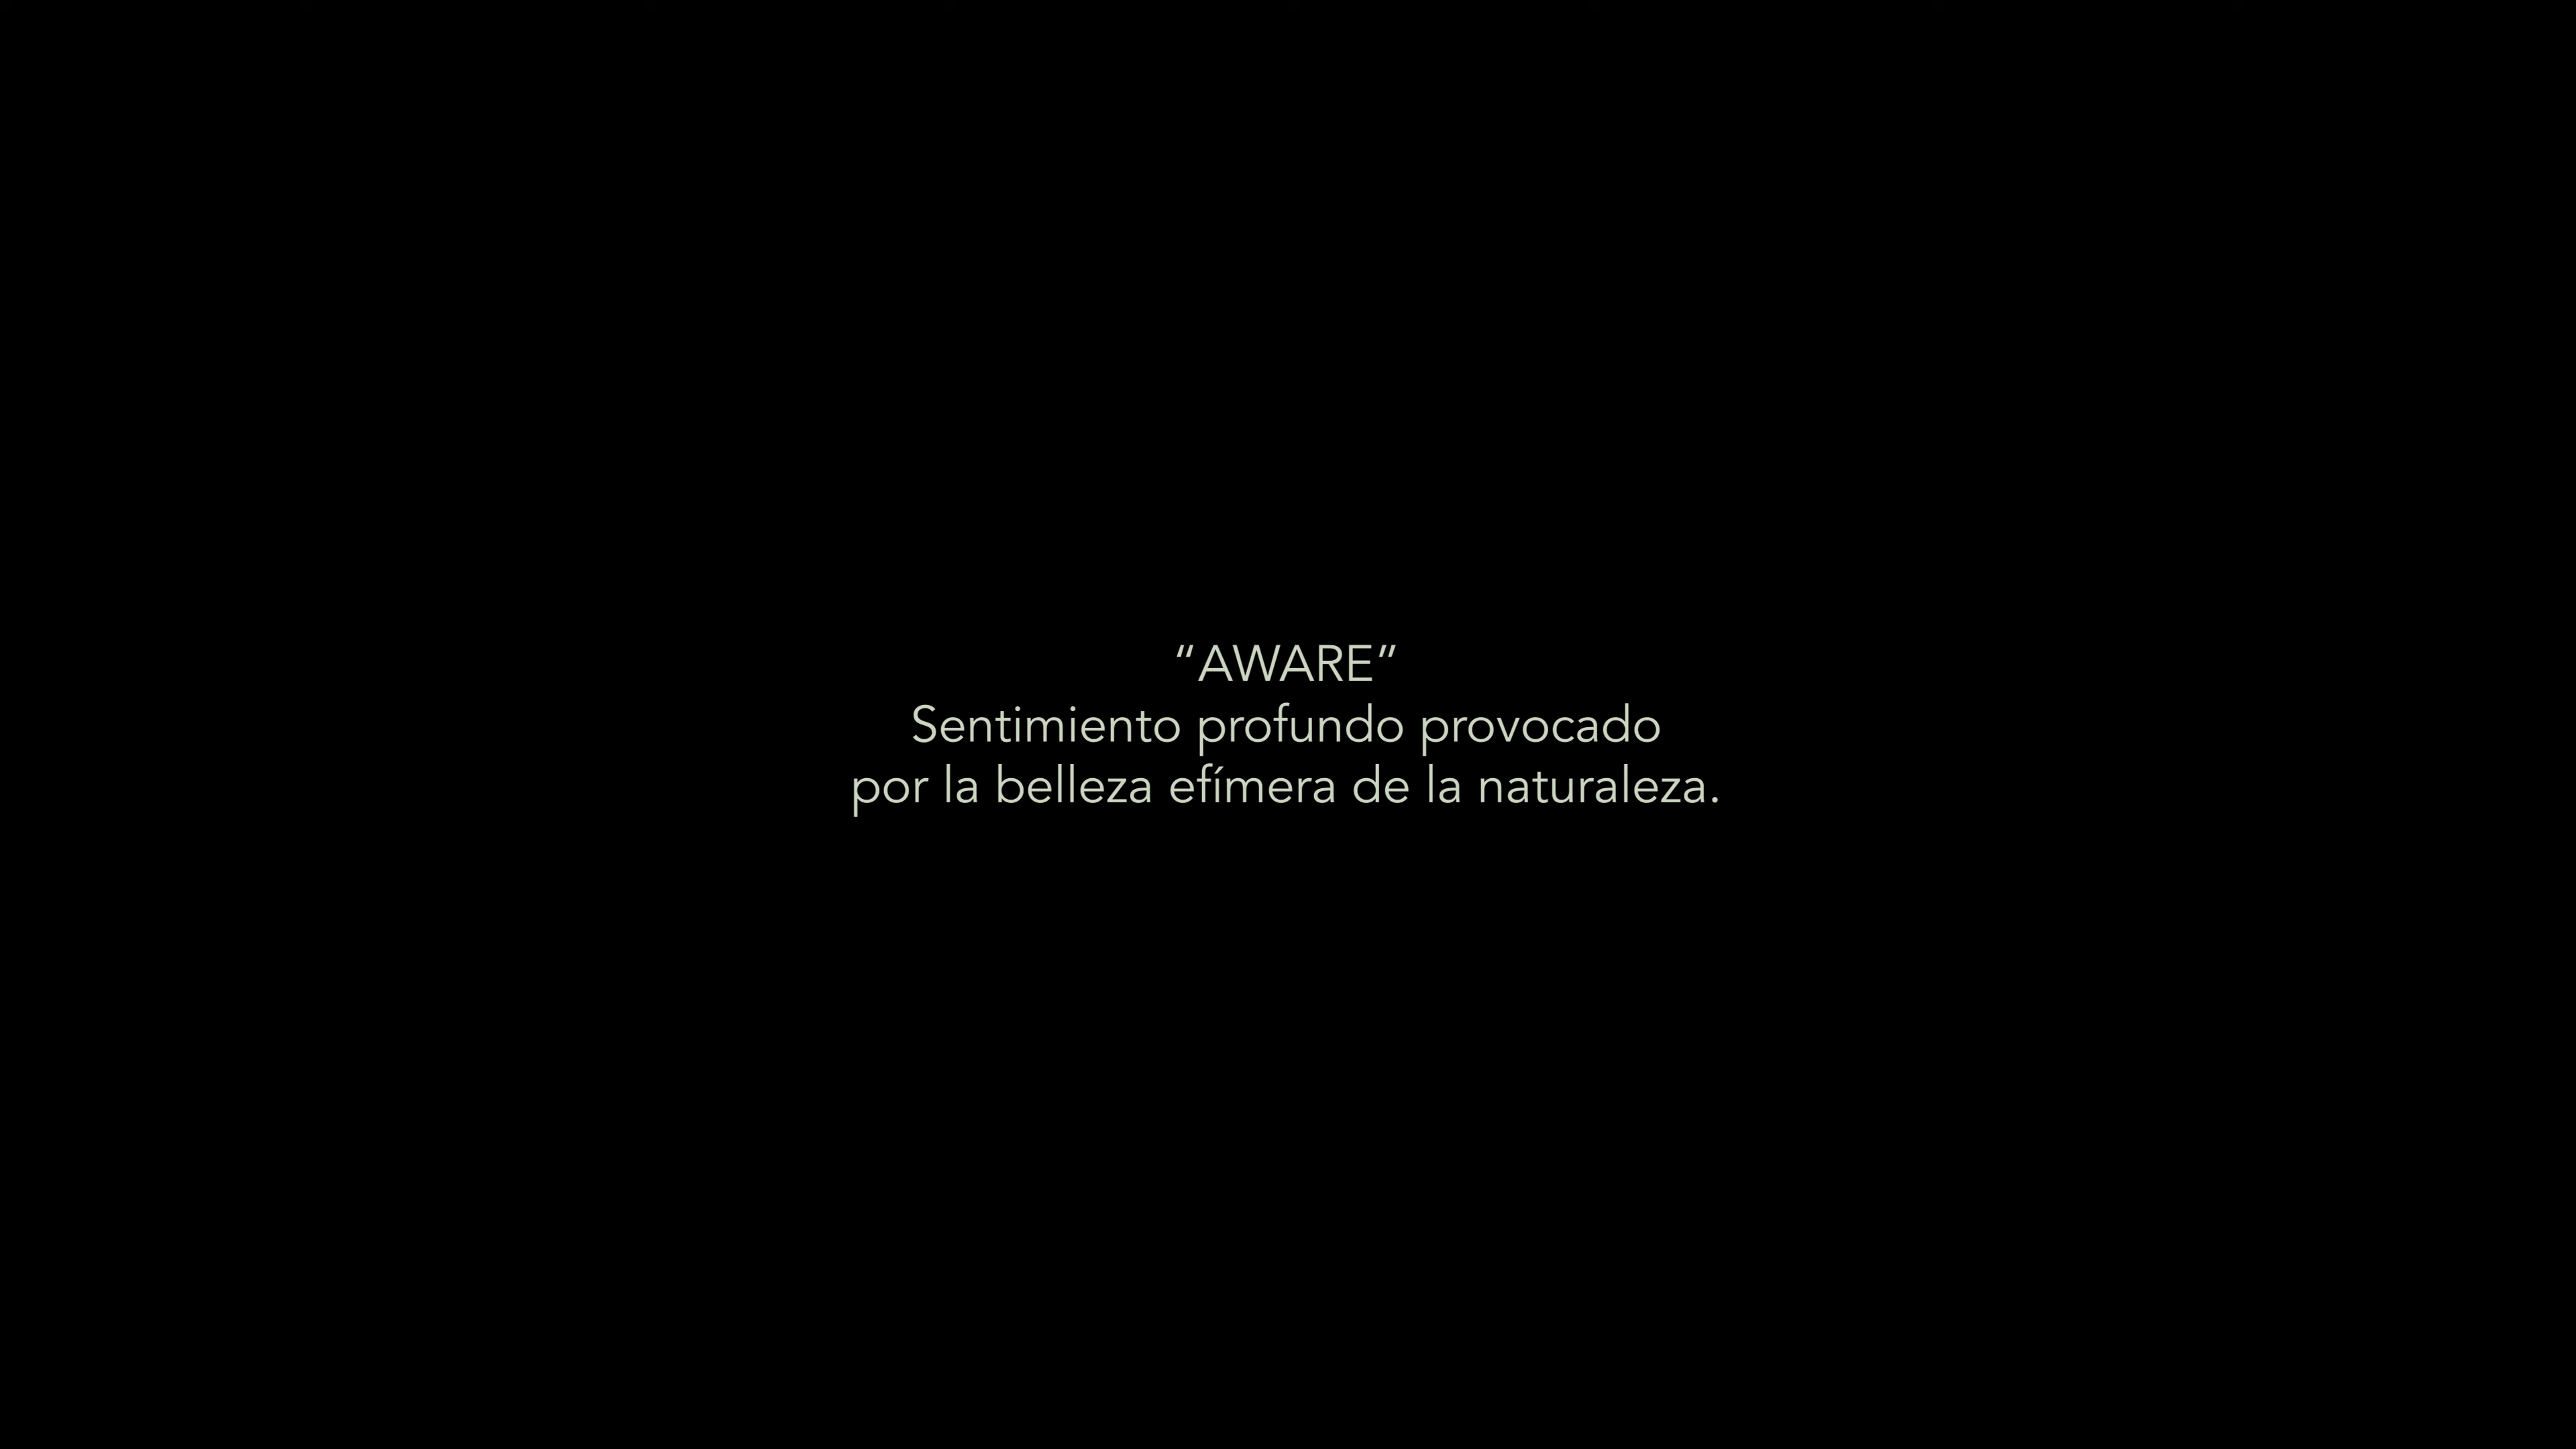 “AWARE”
Sentimiento profundo provocado
por la belleza efímera de la naturaleza.